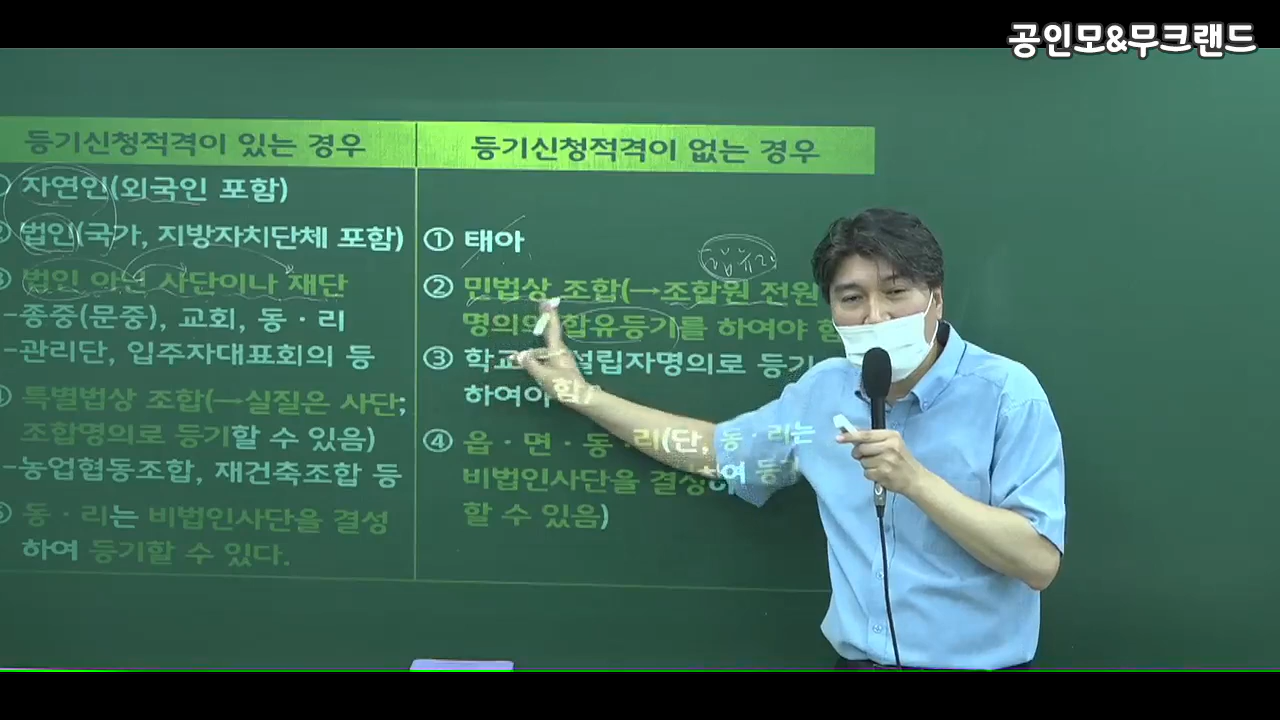 공인모&무크랜드
등기신청적격이 있는 경우
자연인(외국인 포함)
② 법인(국가, 지방자치단체 포함)
법인 아닌 사단이나 재단
-종중(문중), 교회, 동·리
-관리단, 입주자대표회의 등
특별법상 조합(→실질은 사단;
조합명의로 등기할 수 있음)
-농업협동조합, 재건축조합 등
동·리는 비법인사단을 결성
하여 등기할 수 있다.
등기신청적격이 없는 경우
① 태아
합유
② 민법상 조합(→조합원 전원
명의의 합유등기를 하여야 함
③ 학교 설립자명의로 등기
하여야 함)
④ 읍·면·동·리(단, 동·리는
비법인사단을 결성하여 등기
할 수 있음)